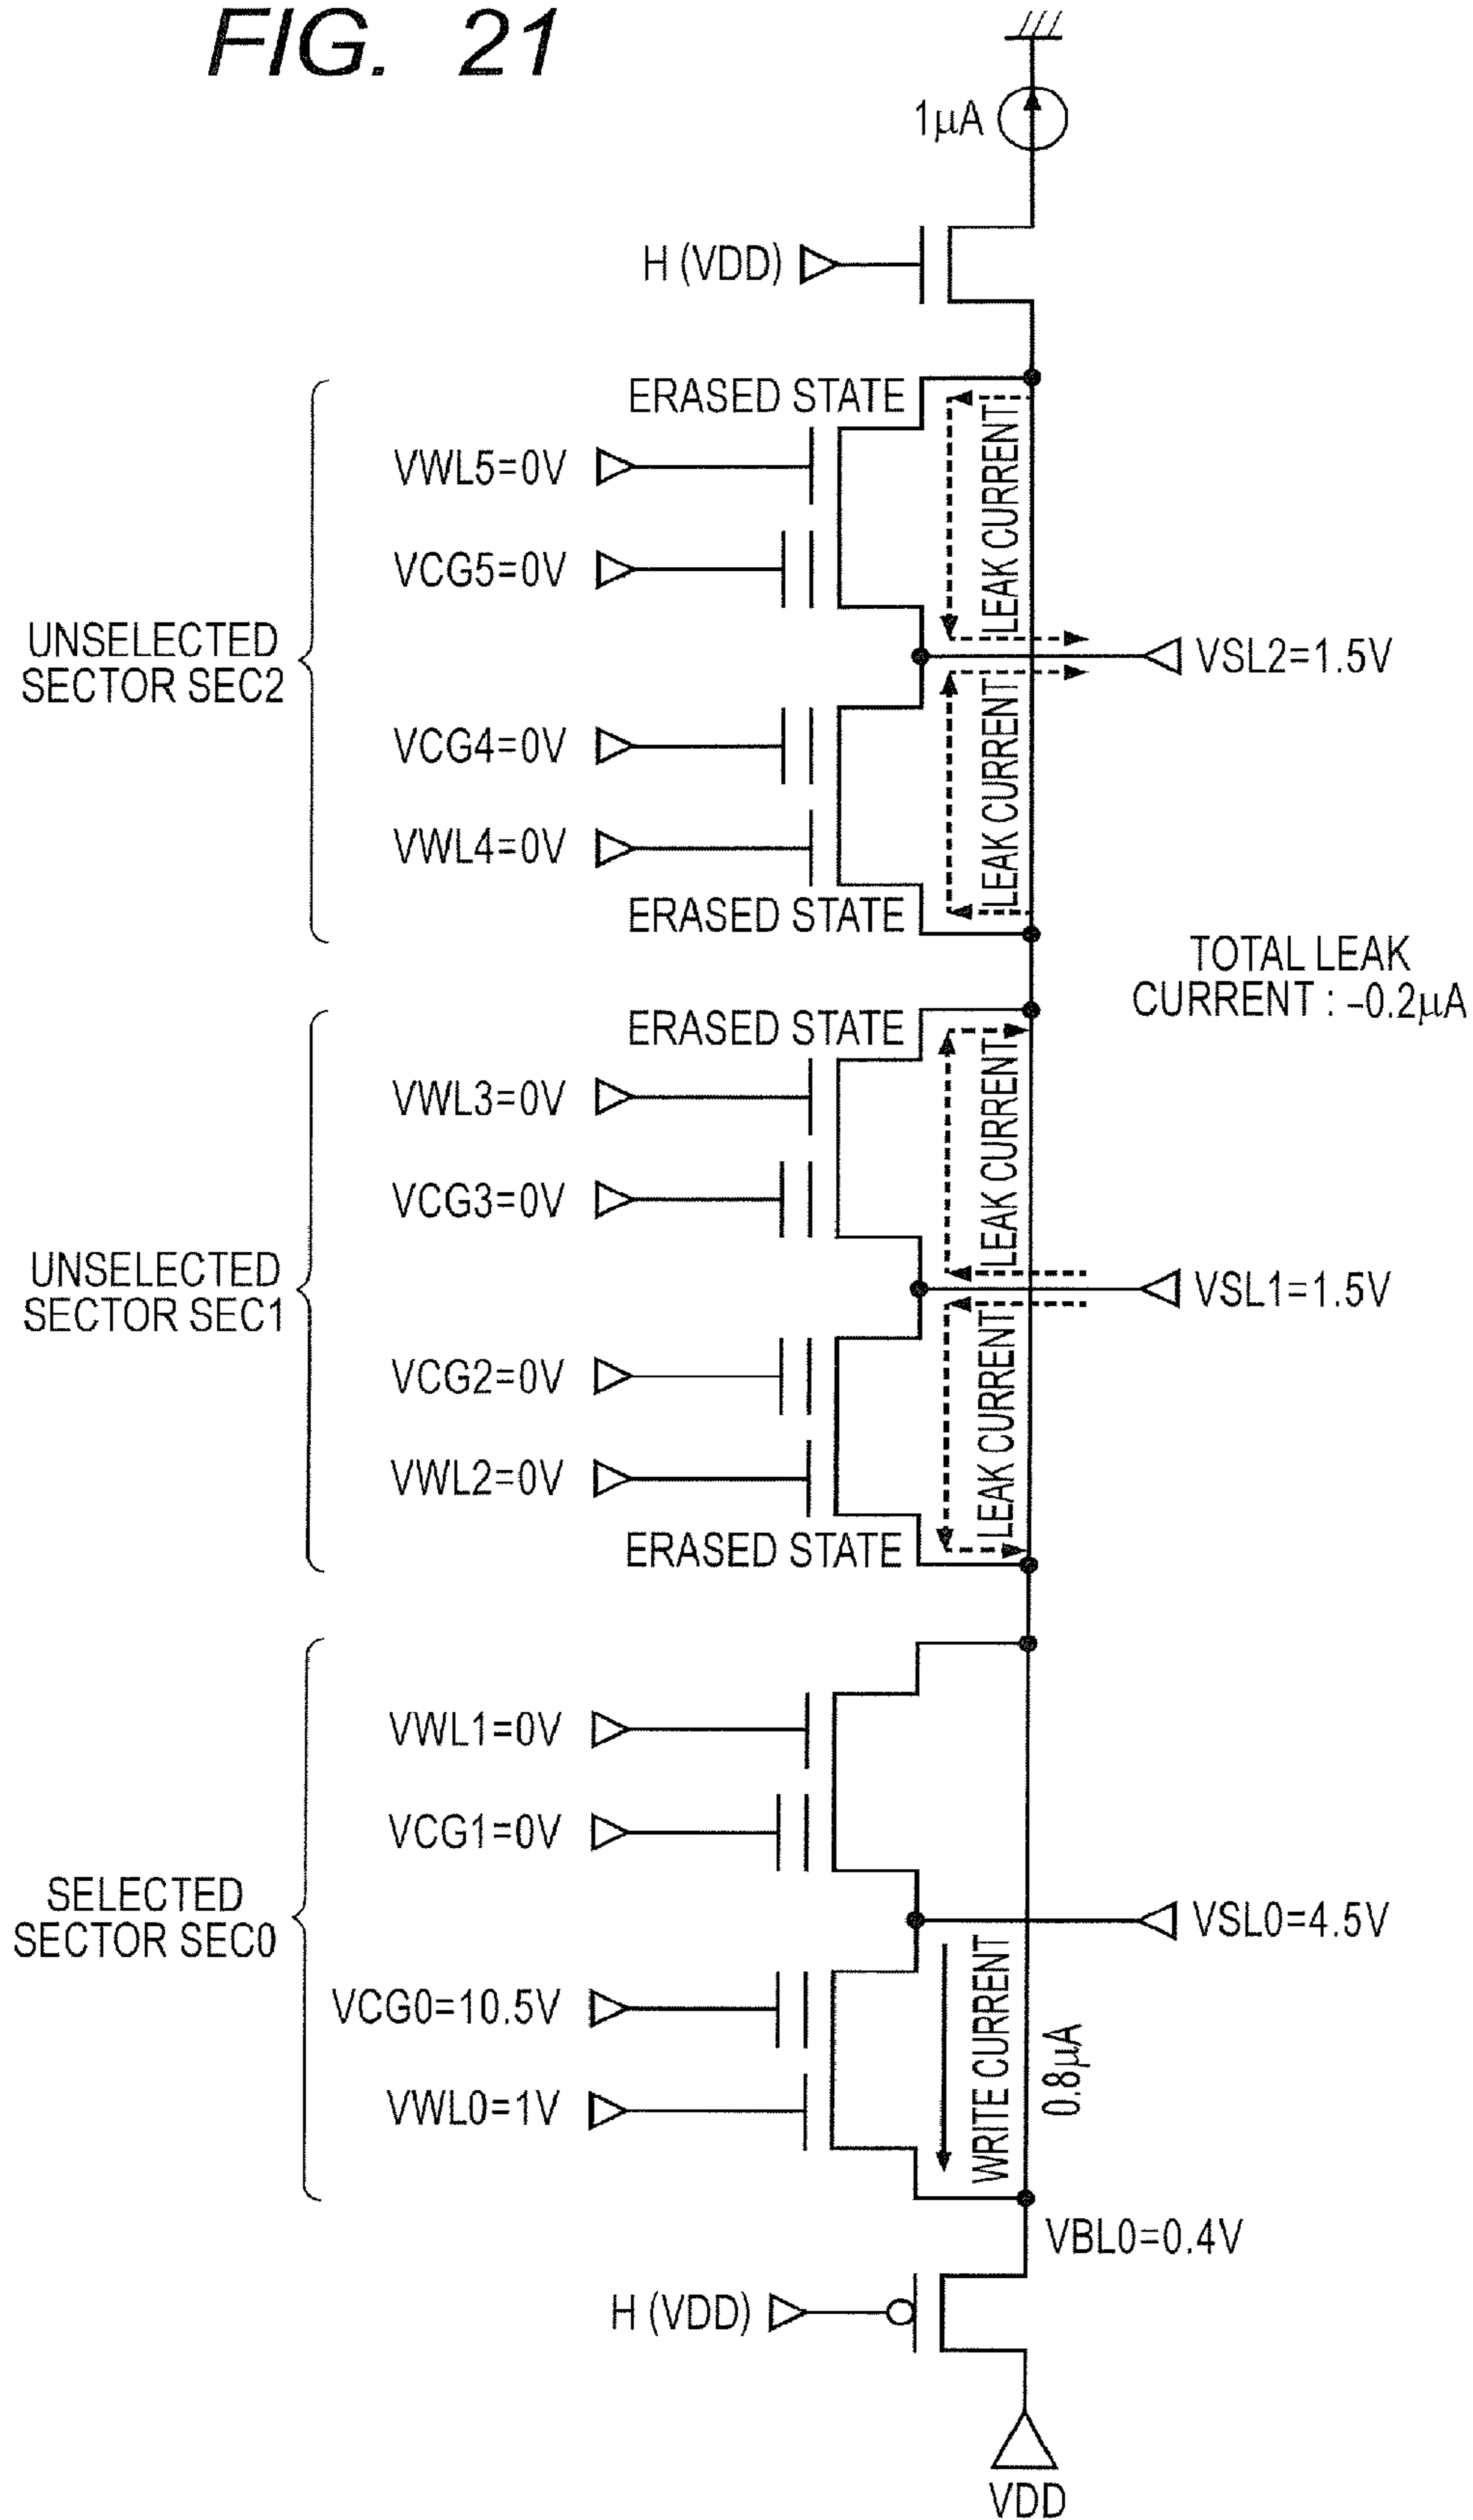 FIG. 21
1μA
H (VDD)
ERASED STATE
VWL5=0V
LEAK CURRENT
VCG5=0V
UNSELECTED
SECTOR SEC2
VSL2=1.5V
VCG4=0V
LEAK CURRENT
VWL4=0V
ERASED STATE
TOTAL LEAK
CURRENT : –0.2μA
ERASED STATE
VWL3=0V
LEAK CURRENT
VCG3=0V
UNSELECTED
SECTOR SEC1
VSL1=1.5V
VCG2=0V
LEAK CURRENT
VWL2=0V
ERASED STATE
VWL1=0V
VCG1=0V
SELECTED
SECTOR SEC0
VSL0=4.5V
VCG0=10.5V
WRITE CURRENT
0.8μA
VWL0=1V
VBL0=0.4V
H (VDD)
VDD